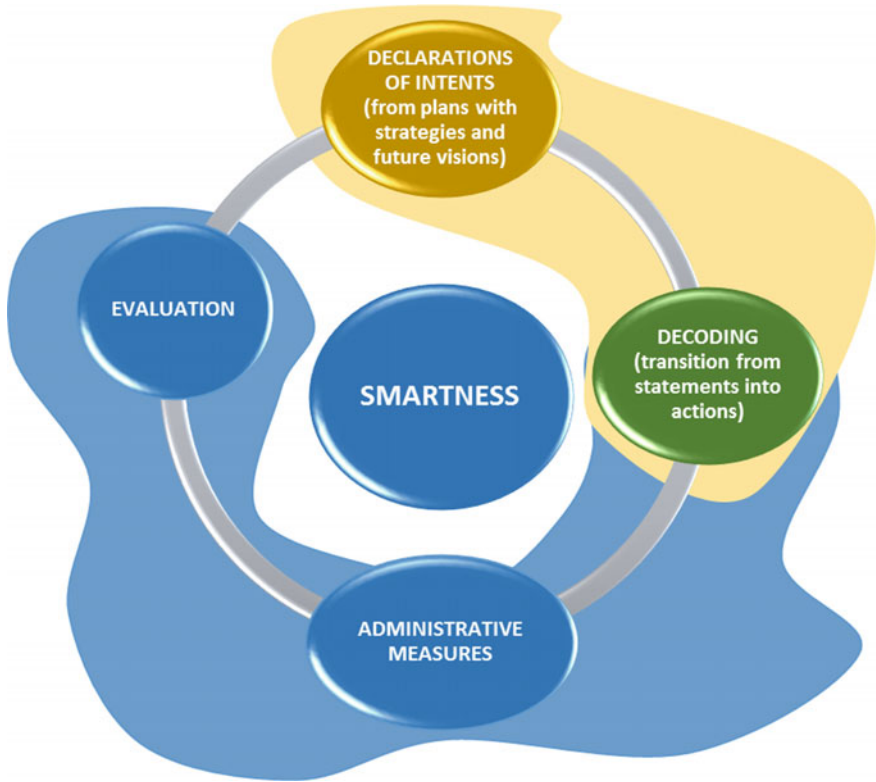 DECLARATIONS
OF INTENTS
(from plans with
strategies and
future visions)
EVALUATION
SMARTNESS
DECODING
(transition from
statements into
actions)
ADMINISTRATIVE
MEASURES